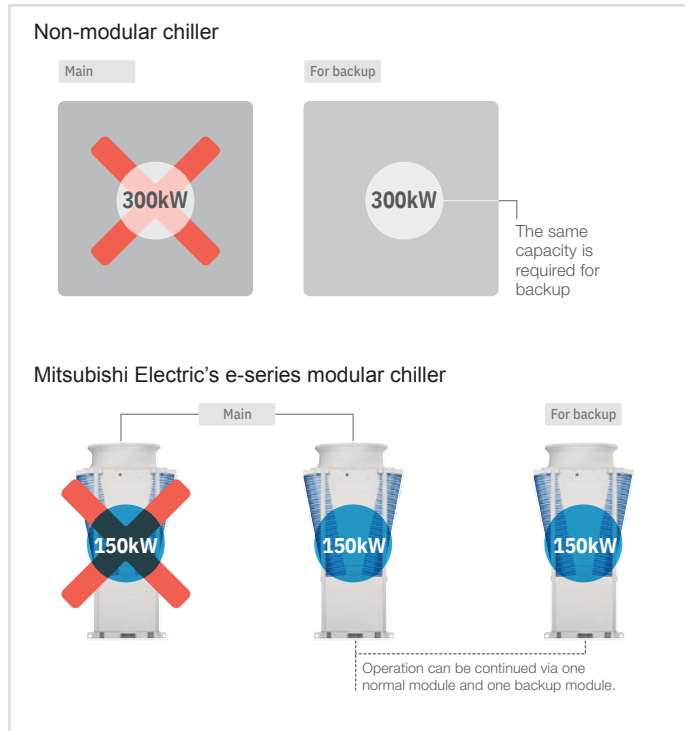 Non-modular chiller
Main
For backup
300kW
300kW
The same
capacity is
required for
backup
Mitsubishi Electric’s e-series modular chiller
Main
For backup
150kW
150kW
150kW
Operation can be continued via one
normal module and one backup module.